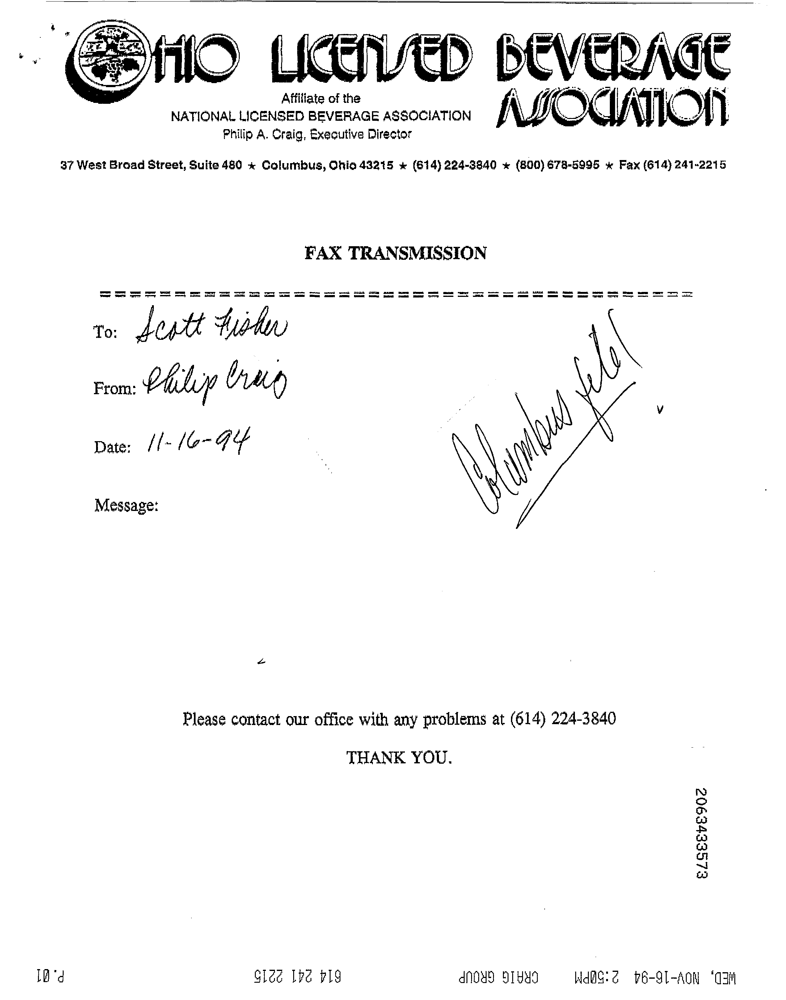 OHIO LICENSED BEVERAGE
ASSOCIATION
Affiliate of the
NATIONAL LICENSED BEVERAGE ASSOCIATION
Philip A. Craig, Executive Director
37 West Broad Street, Suite 480 ★ Columbus, Ohio 43215 ★ (614) 224-3840 ★ (800) 678-5995 ★ Fax (614) 241-2215
FAX TRANSMISSION
========================================
To: Scott Fisher
From: Philip Craig
Date: 11-16-94
Columbus file!
Message:
Please contact our office with any problems at (614) 224-3840
THANK YOU.
2063433573
WED, NOV-16-94 2:50PM CRAIG GROUP 614 241 2215 P.01